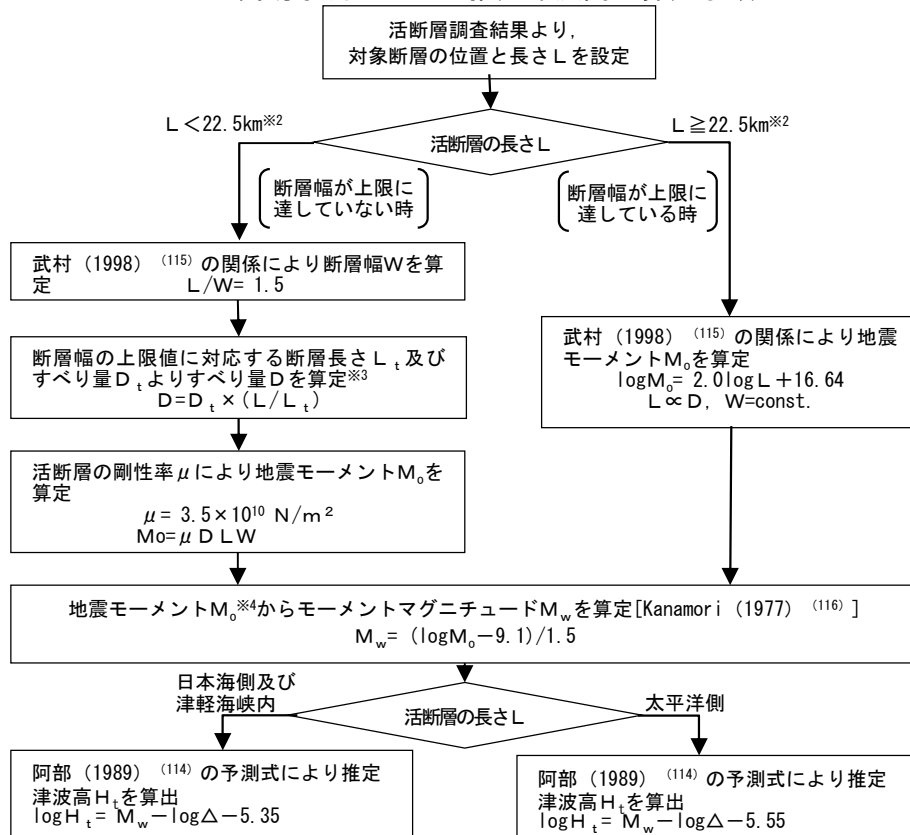 活断層調査結果より,
対象断層の位置と長さLを設定
L<22.5km※2
L≧22.5km※2
活断層の長さL
断層幅が上限に
達していない時
断層幅が上限に
達している時
武村(1998)(115)の関係により断層幅Wを算
定 L/W= 1.5
断層幅の上限値に対応する断層長さLt及び
すべり量Dtよりすべり量Dを算定※3
D=Dt×(L/Lt)
活断層の剛性率μにより地震モーメントMoを
算定
μ= 3.5×10¹⁰ N/m²
Mo=μDLW
武村(1998)(115)の関係により地震
モーメントMoを算定
logMo= 2.0logL+16.64
L∝D, W=const.
地震モーメントMo※4からモーメントマグニチュードMwを算定[Kanamori(1977)(116)]
Mw= (logMo-9.1)/1.5
日本海側及び
津軽海峡内
活断層の長さL
太平洋側
阿部(1989)(114)の予測式により推定
津波高Htを算出
logHt= Mw-logΔ-5.35
阿部(1989)(114)の予測式により推定
津波高Htを算出
logHt= Mw-logΔ-5.55